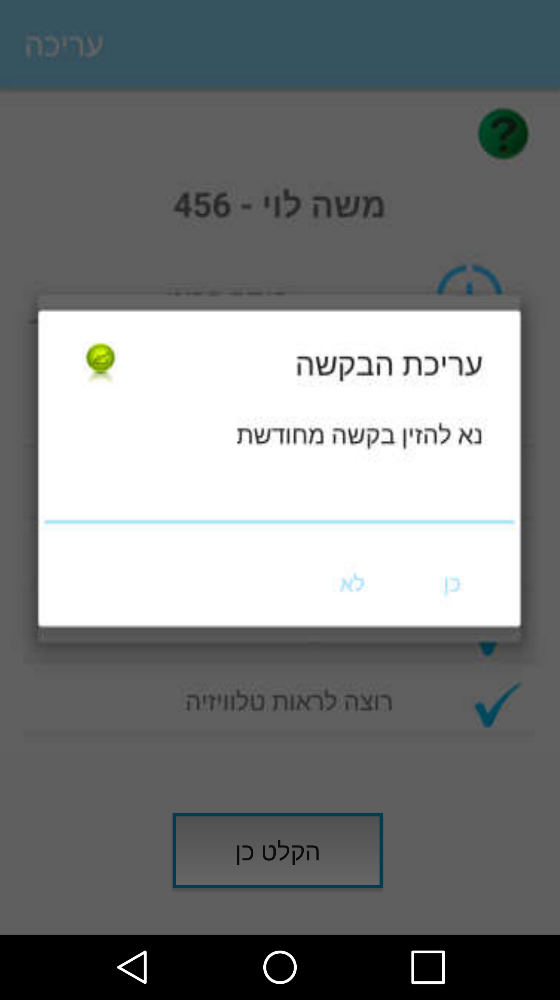 עריכה
משה לוי - 456
עריכת הבקשה
נא להזין בקשה מחודשת
כן
לא
רוצה לראות טלוויזיה
הקלט כן